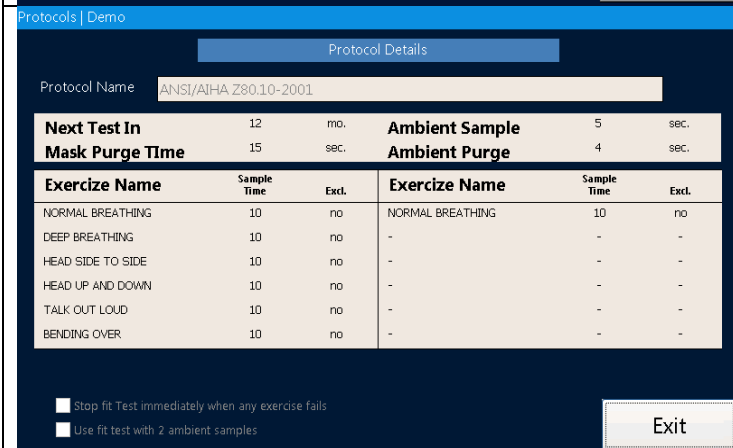 Protocols | Demo
Protocol Details
Protocol Name ANSI/AIHA Z80.10-2001
Next Test In 12 mo. Ambient Sample 5 sec.
Mask Purge TIme 15 sec. Ambient Purge 4 sec.
Exercize Name Sample Time Excl. Exercize Name Sample Time Excl.
NORMAL BREATHING 10 no NORMAL BREATHING 10 no
DEEP BREATHING 10 no - - -
HEAD SIDE TO SIDE 10 no - - -
HEAD UP AND DOWN 10 no - - -
TALK OUT LOUD 10 no - - -
BENDING OVER 10 no - - -
Stop fit Test immediately when any exercise fails
Use fit test with 2 ambient samples
Exit